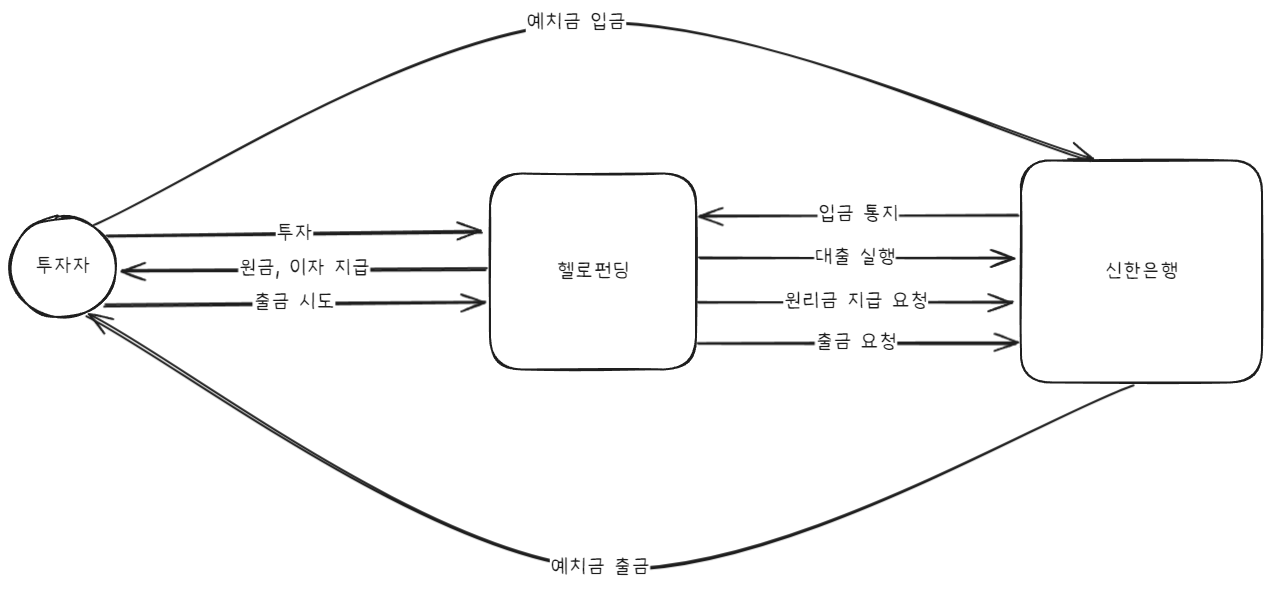 예치금 입금
투자자
투자
원금, 이자 지급
출금 시도
헬로펀딩
입금 통지
대출 실행
원리금 지급 요청
출금 요청
신한은행
예치금 출금